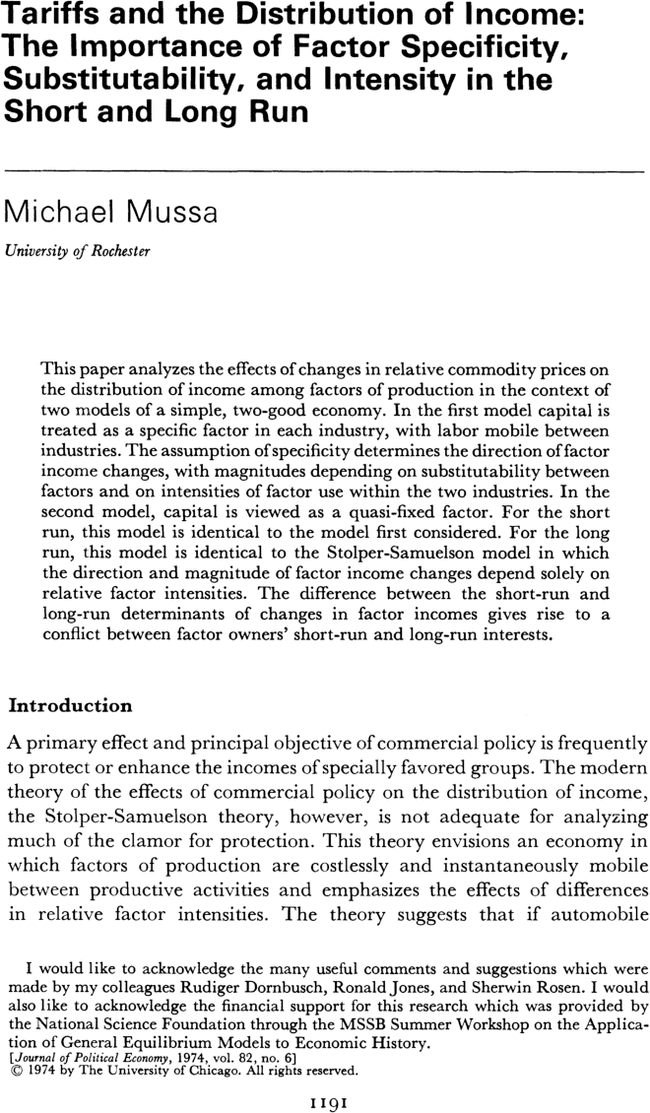 Tariffs and the Distribution of Income:
The Importance of Factor Specificity,
Substitutability, and Intensity in the
Short and Long Run
Michael Mussa
University of Rochester
This paper analyzes the effects of changes in relative commodity prices on
the distribution of income among factors of production in the context of
two models of a simple, two-good economy. In the first model capital is
treated as a specific factor in each industry, with labor mobile between
industries. The assumption of specificity determines the direction of factor
income changes, with magnitudes depending on substitutability between
factors and on intensities of factor use within the two industries. In the
second model, capital is viewed as a quasi-fixed factor. For the short
run, this model is identical to the model first considered. For the long
run, this model is identical to the Stolper-Samuelson model in which
the direction and magnitude of factor income changes depend solely on
relative factor intensities. The difference between the short-run and
long-run determinants of changes in factor incomes gives rise to a
conflict between factor owners' short-run and long-run interests.
Introduction
A primary effect and principal objective of commercial policy is frequently
to protect or enhance the incomes of specially favored groups. The modern
theory of the effects of commercial policy on the distribution of income,
the Stolper-Samuelson theory, however, is not adequate for analyzing
much of the clamor for protection. This theory envisions an economy in
which factors of production are costlessly and instantaneously mobile
between productive activities and emphasizes the effects of differences
in relative factor intensities. The theory suggests that if automobile
I would like to acknowledge the many useful comments and suggestions which were
made by my colleagues Rudiger Dornbusch, Ronald Jones, and Sherwin Rosen. I would
also like to acknowledge the financial support for this research which was provided by
the National Science Foundation through the MSSB Summer Workshop on the Applica-
tion of General Equilibrium Models to Economic History.
[Journal of Political Economy, 1974, vol. 82, no. 6]
© 1974 by The University of Chicago. All rights reserved.
1191